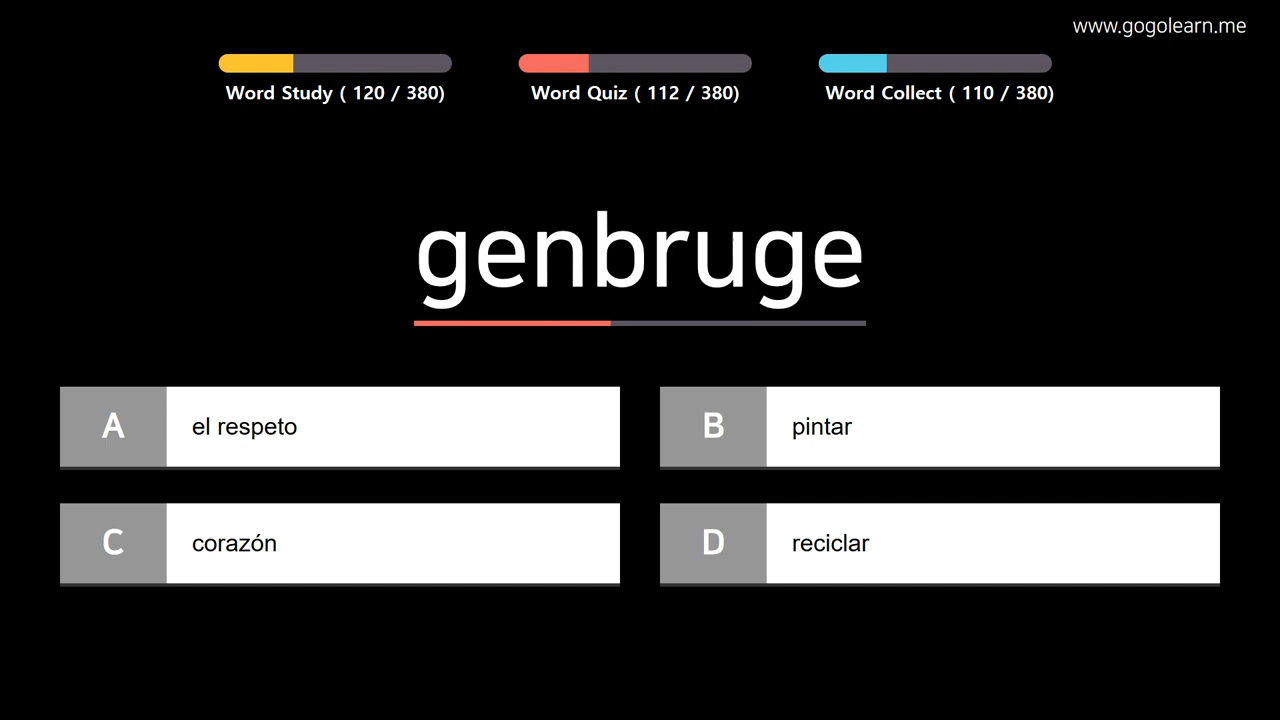 www.gogolearn.me
Word Study ( 120 / 380)
Word Quiz ( 112 / 380)
Word Collect ( 110 / 380)
genbruge
A
el respeto
B
pintar
C
corazón
D
reciclar